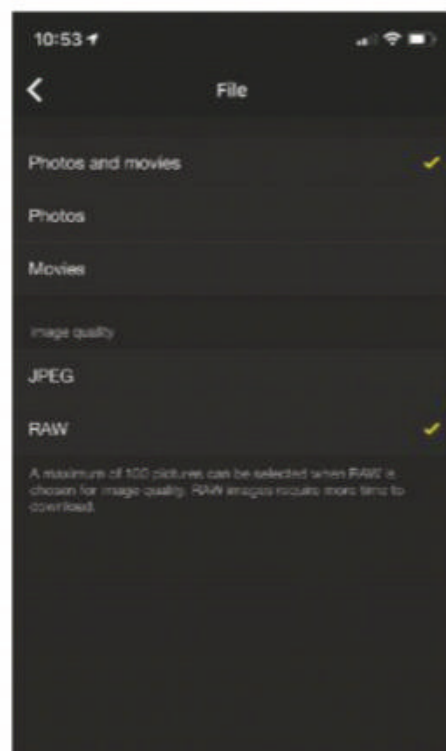 10:53
File
Photos and movies
Photos
Movies
Image quality
JPEG
RAW
A maximum of 100 pictures can be selected when RAW is
chosen for image quality. RAW images require more time to
download.